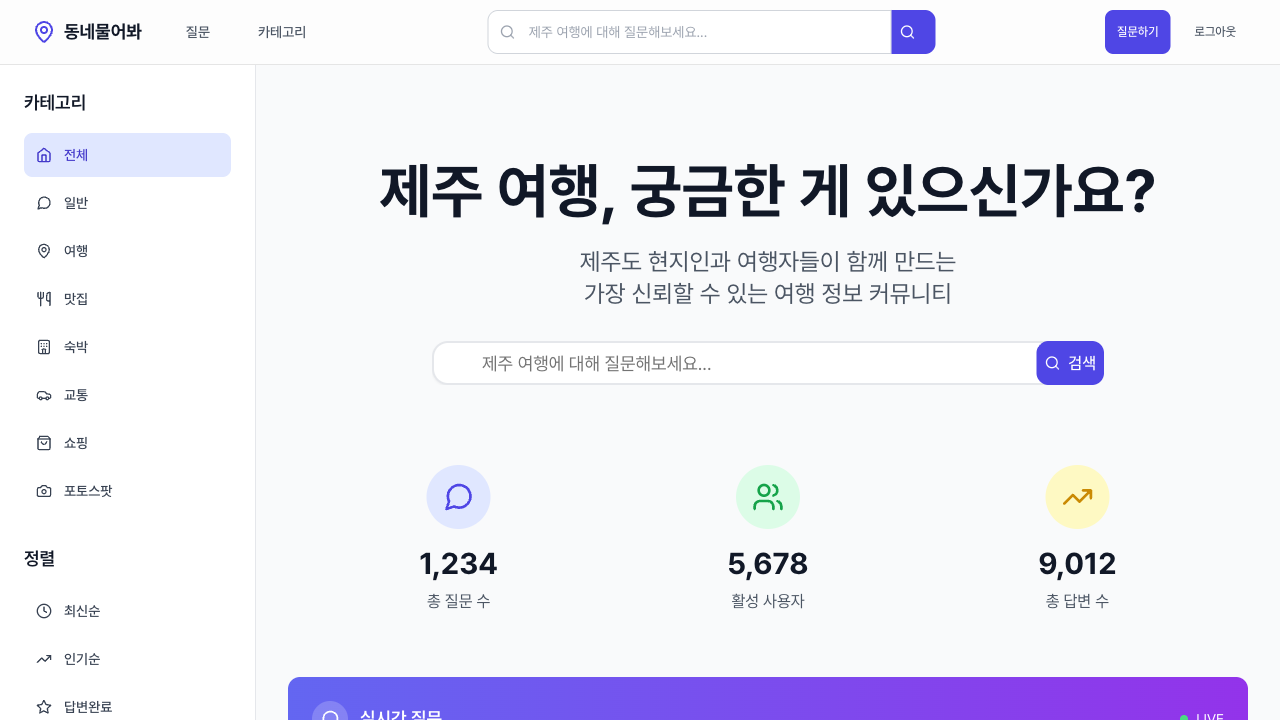 동네물어봐
질문
카테고리
제주 여행에 대해 질문해보세요...
질문하기
로그아웃
카테고리
전체
일반
여행
맛집
숙박
교통
쇼핑
포토스팟
정렬
최신순
인기순
답변완료
제주 여행, 궁금한 게 있으신가요?
제주도 현지인과 여행자들이 함께 만드는
가장 신뢰할 수 있는 여행 정보 커뮤니티
제주 여행에 대해 질문해보세요...
검색
1,234
총 질문 수
5,678
활성 사용자
9,012
총 답변 수
실시간 질문
LIVE